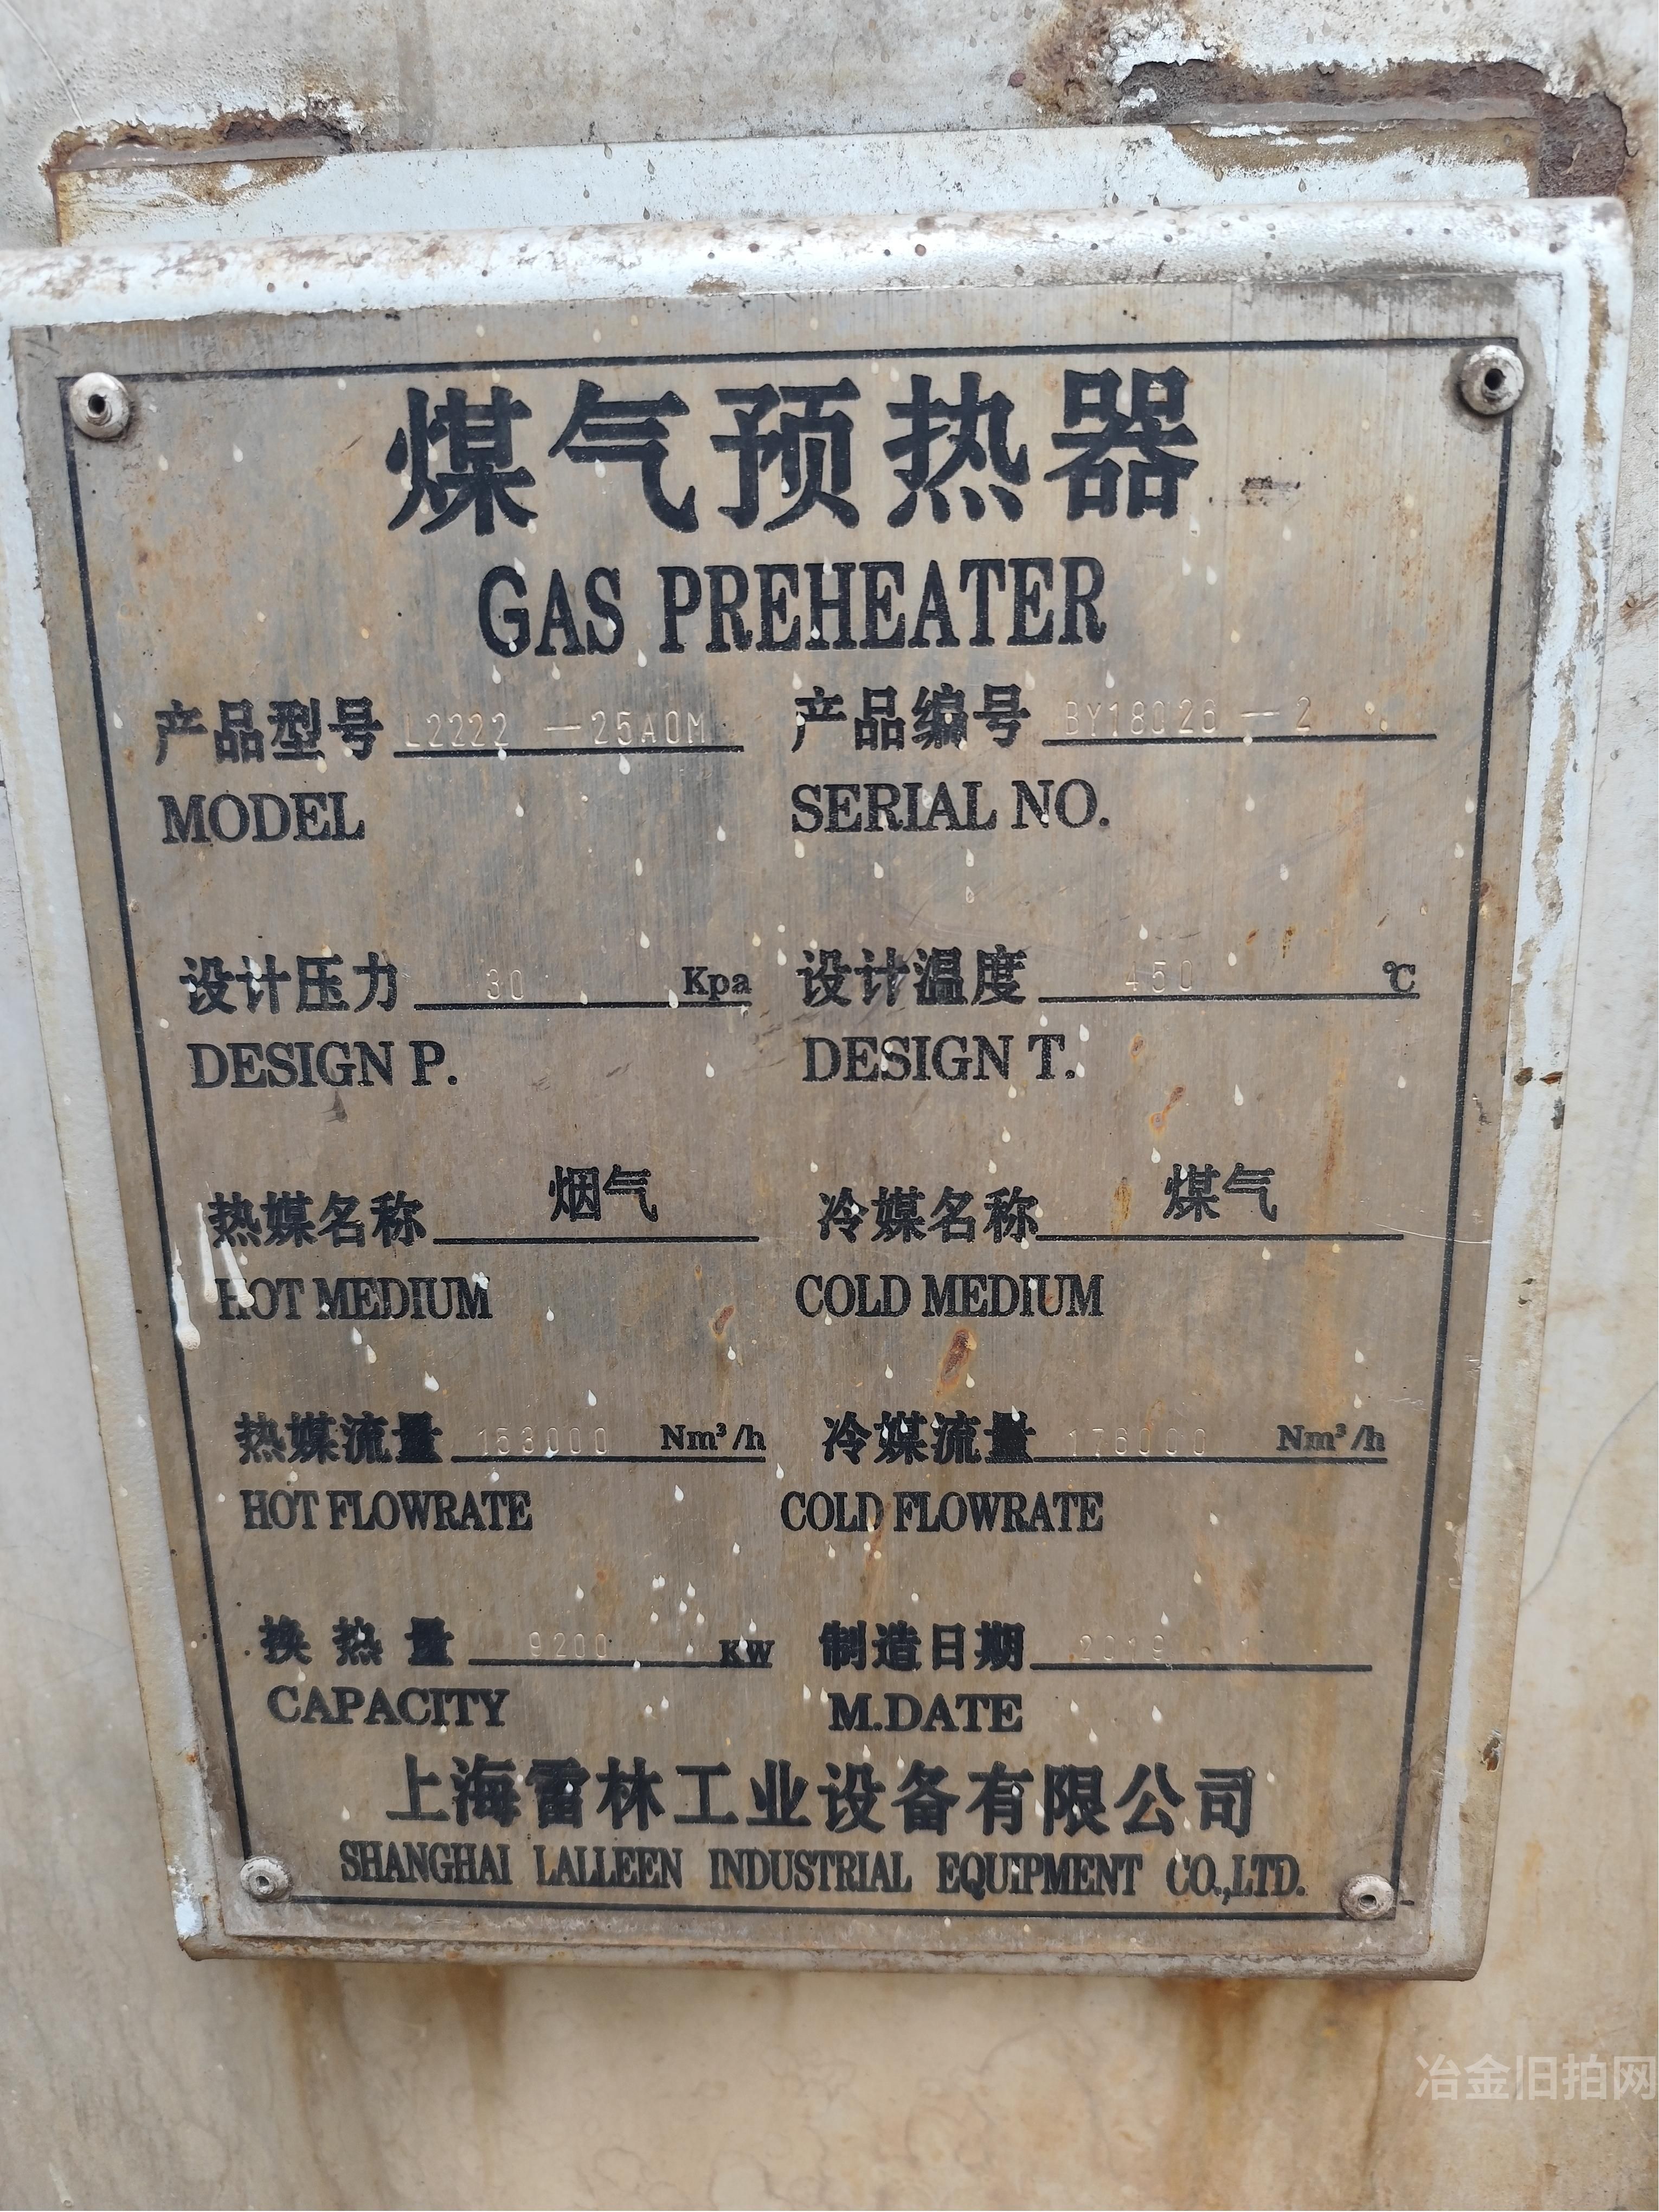 煤气预热器
GAS PREHEATER
产品型号 L2222 —25A0M 产品编号 BY18026 — 2
MODEL SERIAL NO.
设计压力 30 Kpa 设计温度 450 ℃
DESIGN P. DESIGN T.
热媒名称 烟气 冷媒名称 煤气
HOT MEDIUM COLD MEDIUM
热媒流量 153000 Nm³/h 冷媒流量 176000 Nm³/h
HOT FLOWRATE COLD FLOWRATE
换热量 9200 KW 制造日期 2019 . 1
CAPACITY M.DATE
上海雷林工业设备有限公司
SHANGHAI LALLEEN INDUSTRIAL EQUIPMENT CO.,LTD.
冶金旧拍网